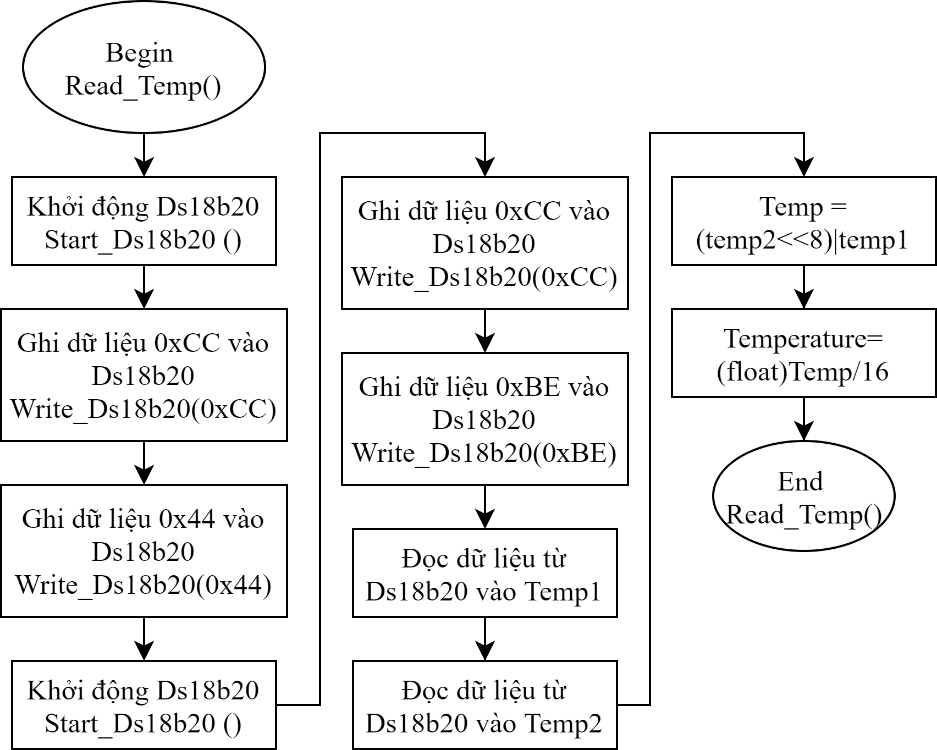 Begin
Read_Temp()
Khởi động Ds18b20
Start_Ds18b20 ()
Ghi dữ liệu 0xCC vào
Ds18b20
Write_Ds18b20(0xCC)
Ghi dữ liệu 0x44 vào
Ds18b20
Write_Ds18b20(0x44)
Khởi động Ds18b20
Start_Ds18b20 ()
Ghi dữ liệu 0xCC vào
Ds18b20
Write_Ds18b20(0xCC)
Ghi dữ liệu 0xBE vào
Ds18b20
Write_Ds18b20(0xBE)
Đọc dữ liệu từ
Ds18b20 vào Temp1
Đọc dữ liệu từ
Ds18b20 vào Temp2
Temp =
(temp2<<8)|temp1
Temperature=
(float)Temp/16
End
Read_Temp()